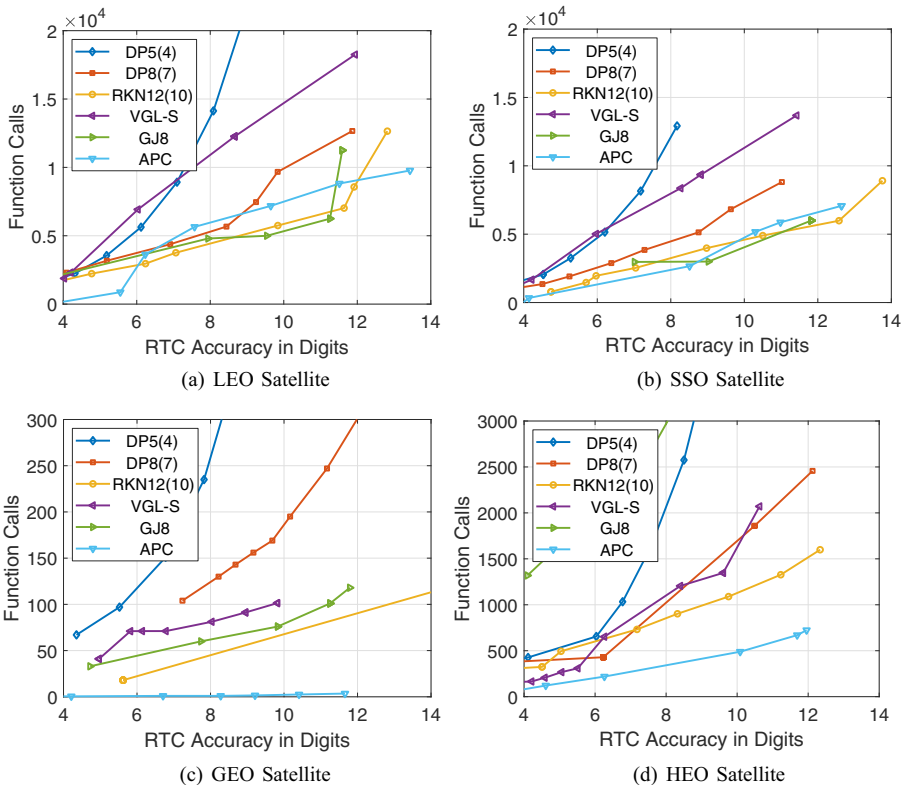 ×10⁴
2
1.5
1
0.5
0
Function Calls
DP5(4)
DP8(7)
RKN12(10)
VGL-S
GJ8
APC
4 6 8 10 12 14
RTC Accuracy in Digits
(a) LEO Satellite
×10⁴
2
1.5
1
0.5
0
Function Calls
DP5(4)
DP8(7)
RKN12(10)
VGL-S
GJ8
APC
4 6 8 10 12 14
RTC Accuracy in Digits
(b) SSO Satellite
300
250
200
150
100
50
0
Function Calls
DP5(4)
DP8(7)
RKN12(10)
VGL-S
GJ8
APC
4 6 8 10 12 14
RTC Accuracy in Digits
(c) GEO Satellite
3000
2500
2000
1500
1000
500
0
Function Calls
DP5(4)
DP8(7)
RKN12(10)
VGL-S
GJ8
APC
4 6 8 10 12 14
RTC Accuracy in Digits
(d) HEO Satellite